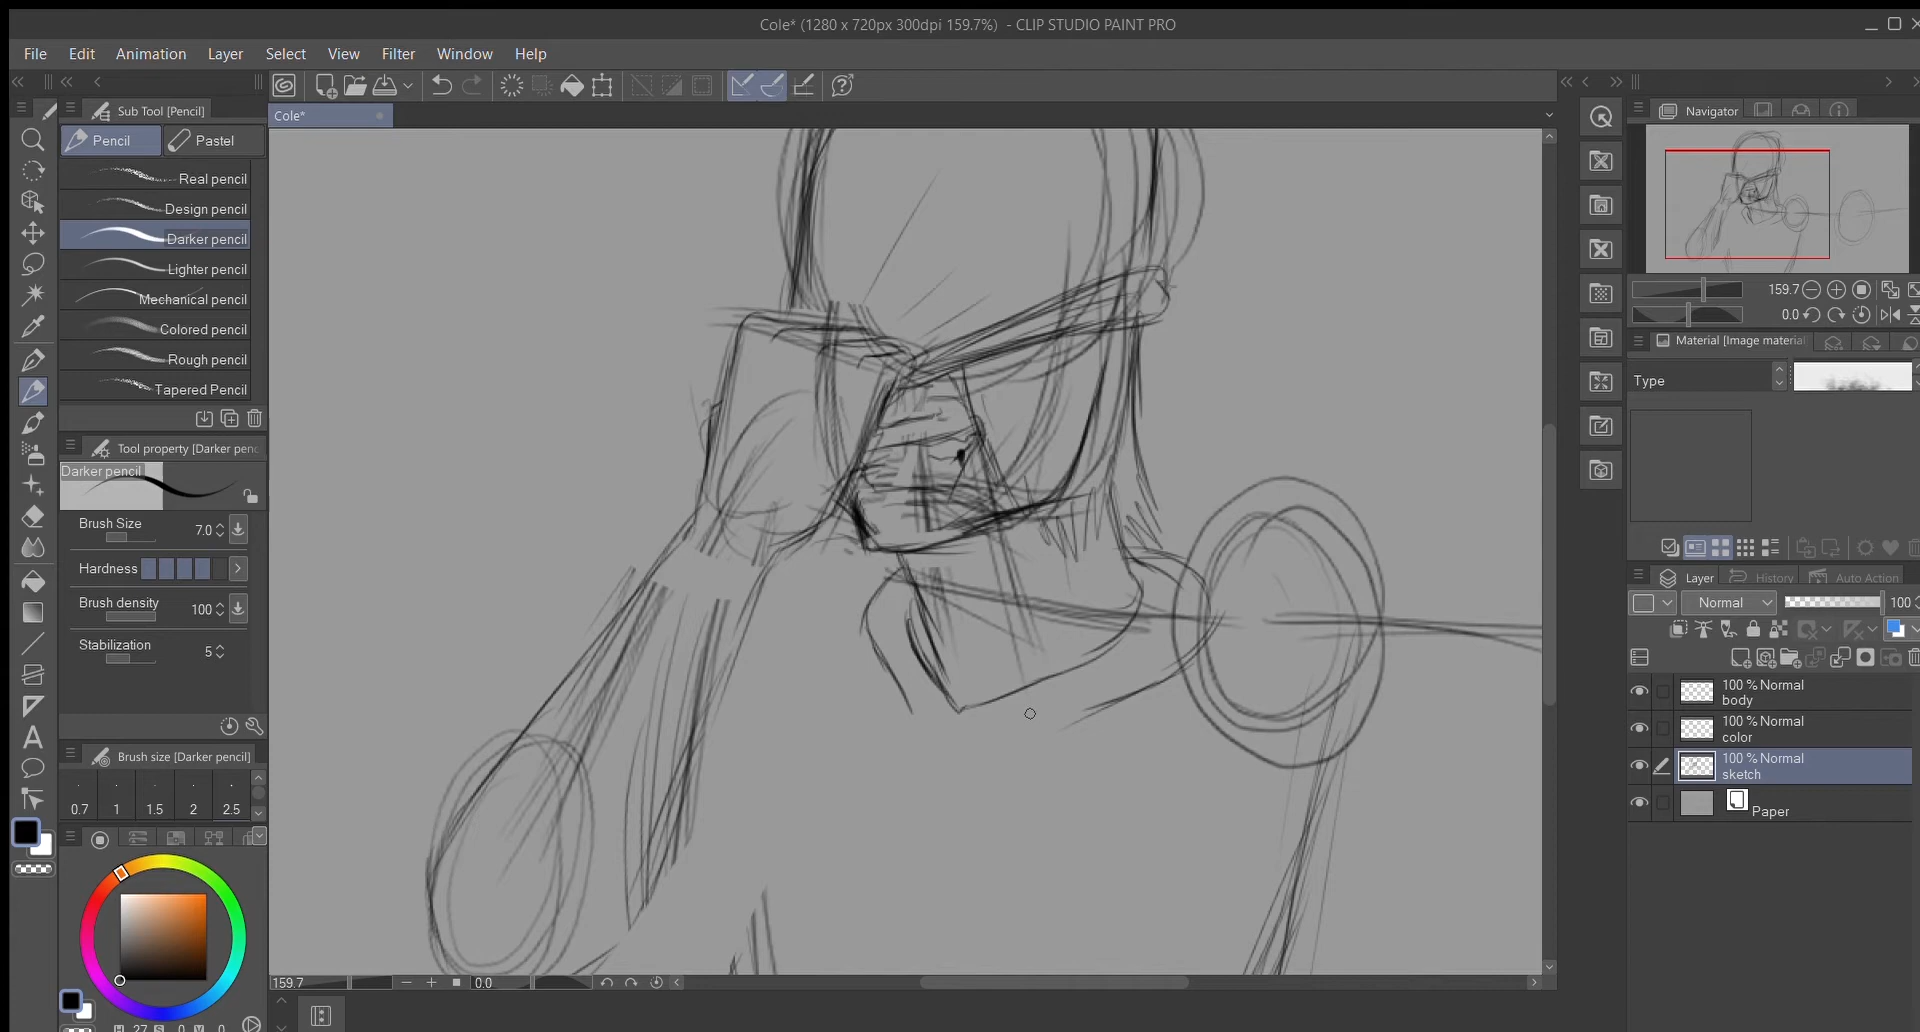 Cole* (1280 x 720px 300dpi 159.7%) - CLIP STUDIO PAINT PRO
File Edit Animation Layer Select View Filter Window Help
Sub Tool [Pencil]
Cole*
Pencil
Pastel
Real pencil
Design pencil
Darker pencil
Lighter pencil
Mechanical pencil
Colored pencil
Rough pencil
Tapered Pencil
Tool property [Darker penc
Darker pencil
Brush Size 7.0
Hardness
Brush density 100
Stabilization 5
Brush size [Darker pencil]
0.7 1 1.5 2 2.5
H 27 S 0 V 0
159.7 0.0
Navigator
159.7
0.0
Material [Image material
Type
Layer History Auto Action
Normal 100
100 % Normal
body
100 % Normal
color
100 % Normal
sketch
Paper